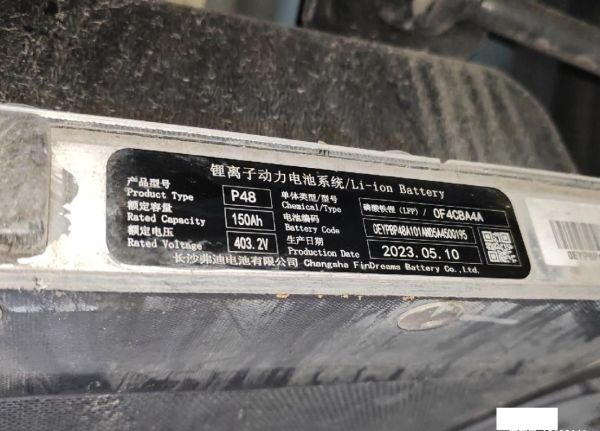 锂离子动力电池系统/Li-ion Battery
产品型号 Product Type P48
单体类型/型号 Chemical/Type 磷酸铁锂 (LFP) / 0F4CBA4A
额定容量 Rated Capacity 150Ah
电池编码 Battery Code 0EYPBP48A101AND5A4500195
额定电压 Rated Voltage 403.2V
生产日期 Production Date 2023.05.10
长沙弗迪电池有限公司 Changsha FinDreams Battery Co.,Ltd.